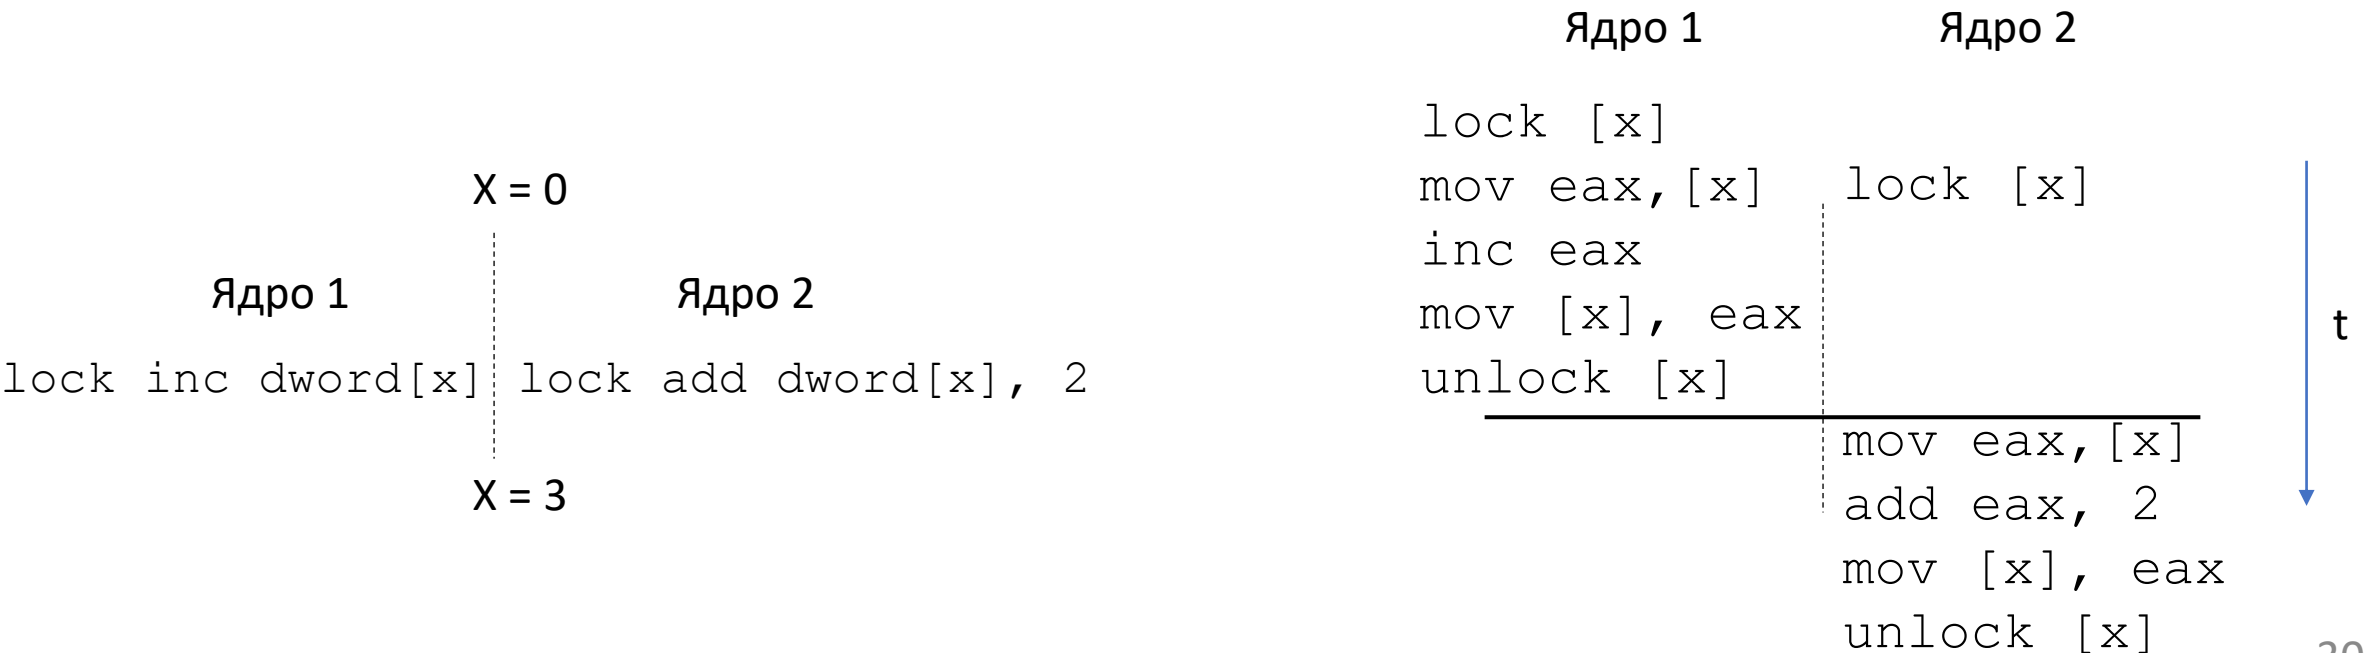 X = 0
Ядро 1 Ядро 2
lock inc dword[x] lock add dword[x], 2
X = 3
Ядро 1 Ядро 2
lock [x]
mov eax,[x] lock [x]
inc eax
mov [x], eax
unlock [x]
mov eax,[x]
add eax, 2
mov [x], eax
unlock [x]
t